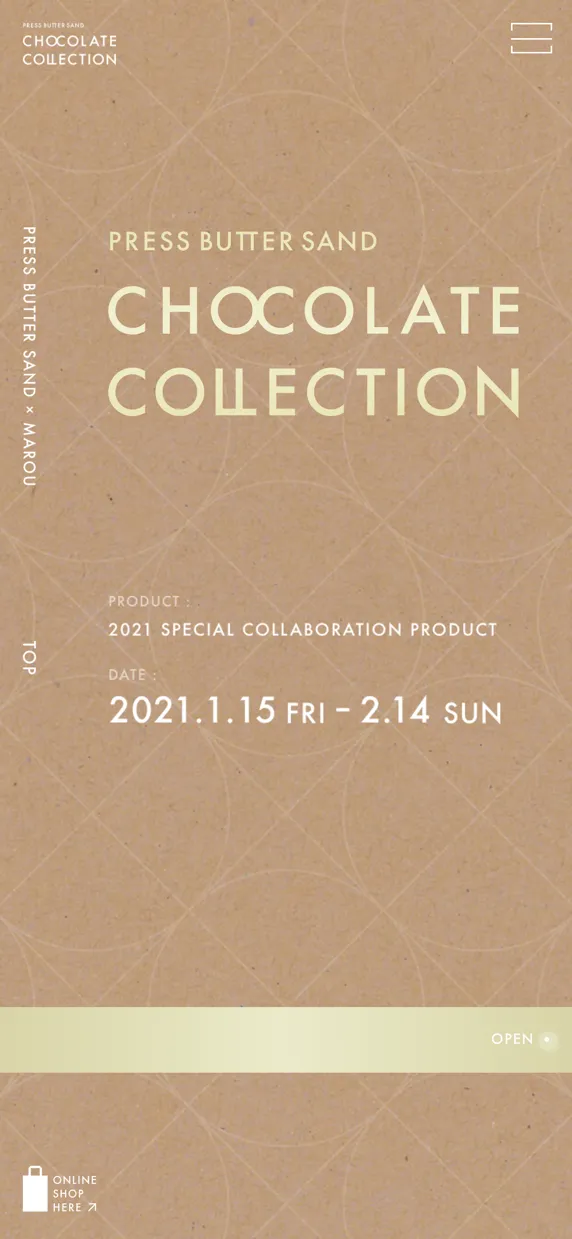 PRESS BUTTER SAND
CHOCOLATE
COLLECTION
PRESS BUTTER SAND × MAROU
TOP
PRESS BUTTER SAND
CHOCOLATE
COLLECTION
PRODUCT :
2021 SPECIAL COLLABORATION PRODUCT
DATE :
2021.1.15 FRI – 2.14 SUN
OPEN
ONLINE
SHOP
HERE ↗